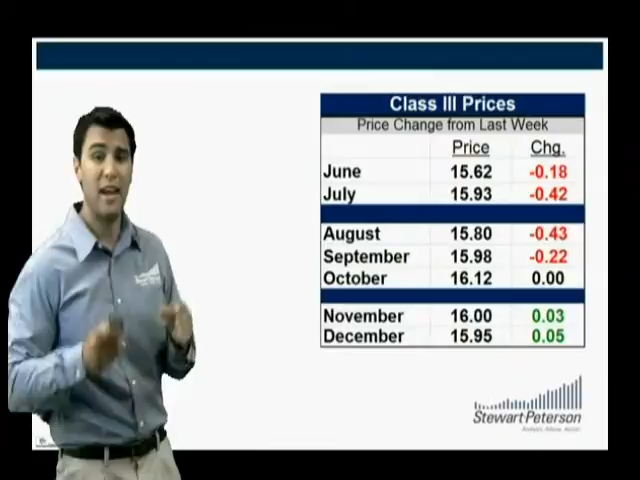 Class III Prices
Price Change from Last Week
Price Chg.
June 15.62 -0.18
July 15.93 -0.42
August 15.80 -0.43
September 15.98 -0.22
October 16.12 0.00
November 16.00 0.03
December 15.95 0.05
Stewart Peterson